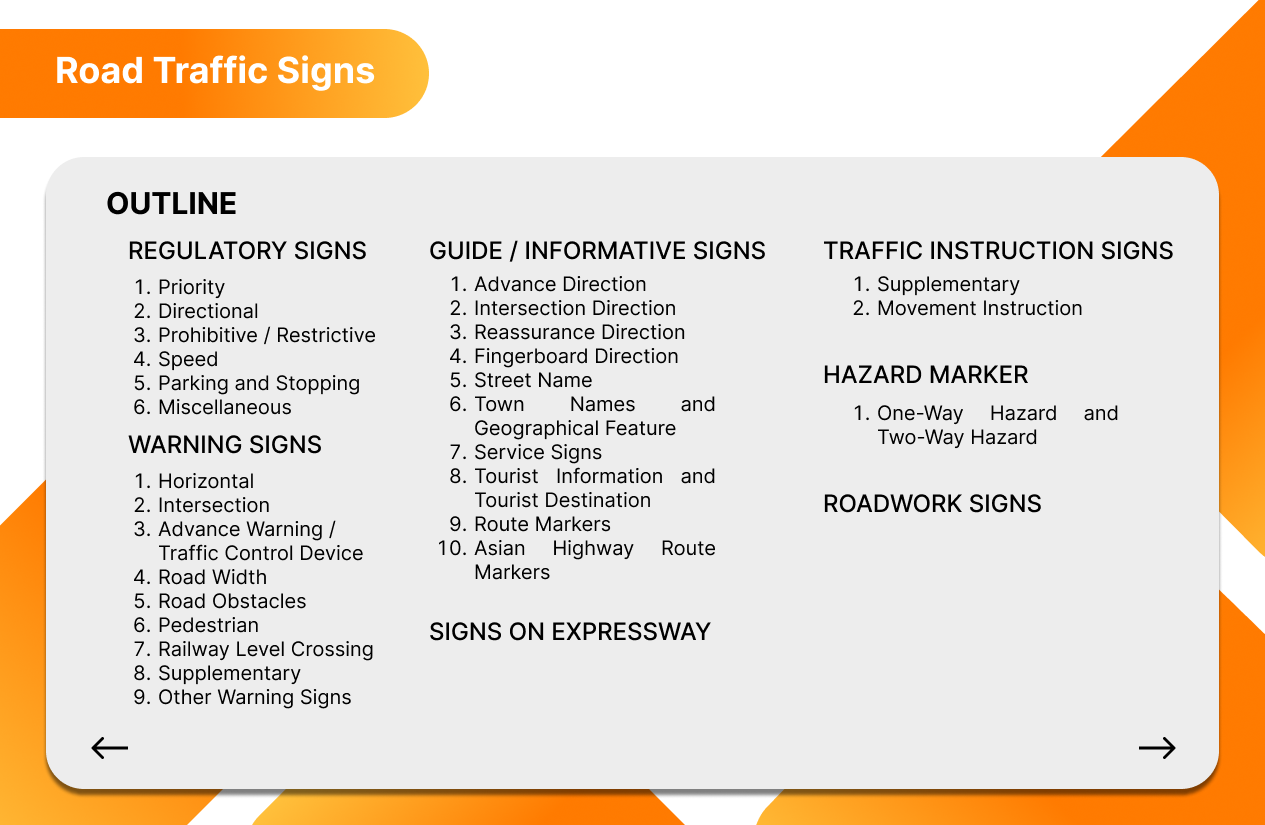 Road Traffic Signs
OUTLINE
REGULATORY SIGNS
1. Priority
2. Directional
3. Prohibitive / Restrictive
4. Speed
5. Parking and Stopping
6. Miscellaneous
WARNING SIGNS
1. Horizontal
2. Intersection
3. Advance Warning /
Traffic Control Device
4. Road Width
5. Road Obstacles
6. Pedestrian
7. Railway Level Crossing
8. Supplementary
9. Other Warning Signs
GUIDE / INFORMATIVE SIGNS
1. Advance Direction
2. Intersection Direction
3. Reassurance Direction
4. Fingerboard Direction
5. Street Name
6. Town Names and
Geographical Feature
7. Service Signs
8. Tourist Information and
Tourist Destination
9. Route Markers
10. Asian Highway Route
Markers
SIGNS ON EXPRESSWAY
TRAFFIC INSTRUCTION SIGNS
1. Supplementary
2. Movement Instruction
HAZARD MARKER
1. One-Way Hazard and
Two-Way Hazard
ROADWORK SIGNS